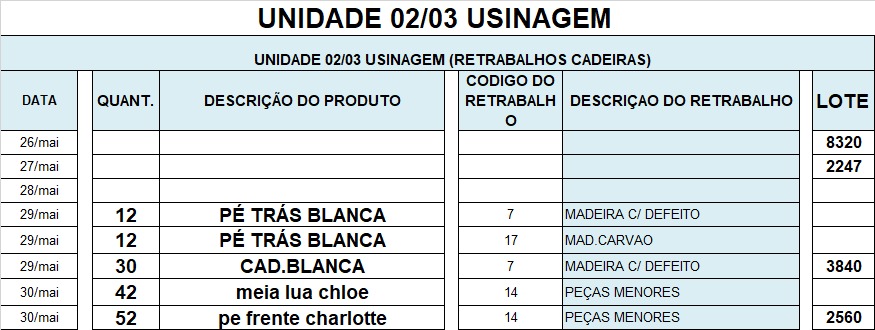 UNIDADE 02/03 USINAGEM
UNIDADE 02/03 USINAGEM (RETRABALHOS CADEIRAS)
DATA QUANT. DESCRIÇÃO DO PRODUTO CODIGO DO RETRABALH O DESCRIÇAO DO RETRABALHO LOTE
26/mai 8320
27/mai 2247
28/mai
29/mai 12 PÉ TRÁS BLANCA 7 MADEIRA C/ DEFEITO
29/mai 12 PÉ TRÁS BLANCA 17 MAD.CARVAO
29/mai 30 CAD.BLANCA 7 MADEIRA C/ DEFEITO 3840
30/mai 42 meia lua chloe 14 PEÇAS MENORES
30/mai 52 pe frente charlotte 14 PEÇAS MENORES 2560